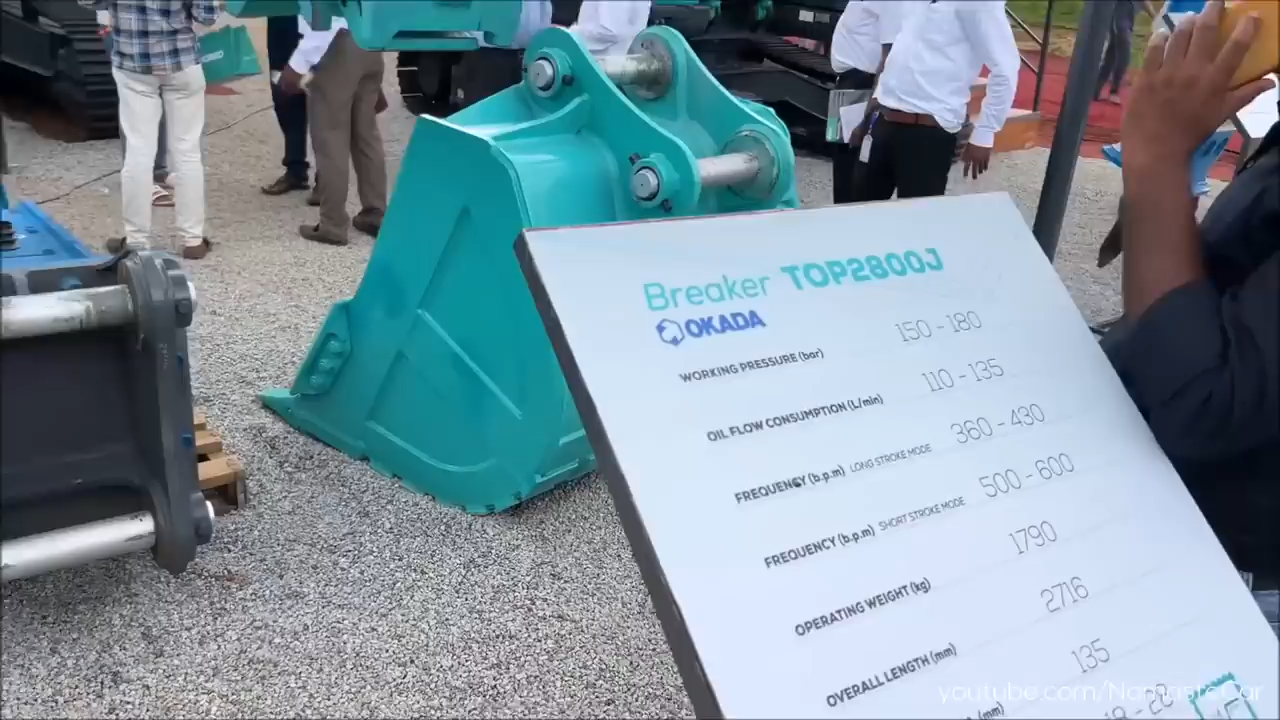 Breaker TOP2800J
OKADA
WORKING PRESSURE (bar) 150 - 180
OIL FLOW CONSUMPTION (L/min) 110 - 135
FREQUENCY (b.p.m) LONG STROKE MODE 360 - 430
FREQUENCY (b.p.m) SHORT STROKE MODE 500 - 600
OPERATING WEIGHT (kg) 1790
OVERALL LENGTH (mm) 2716
(mm) 135
youtube.com/NamasteCar